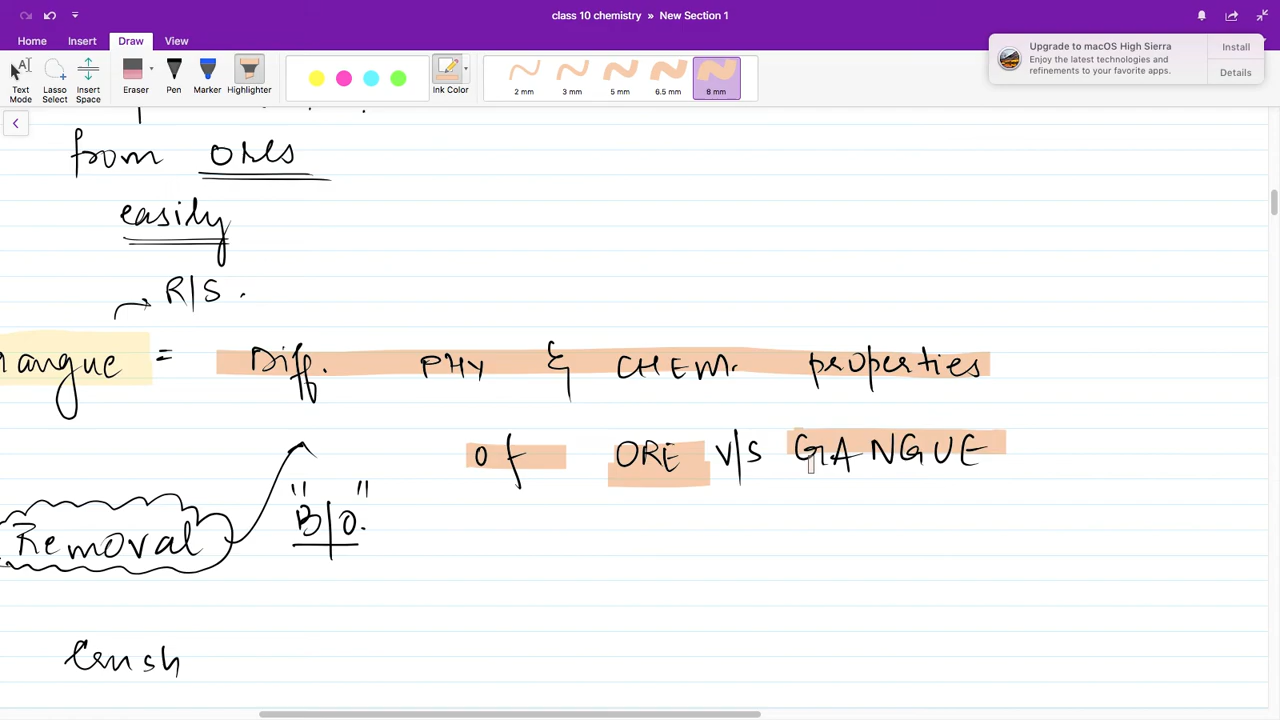 class 10 chemistry » New Section 1
Home Insert Draw View
Upgrade to macOS High Sierra
Enjoy the latest technologies and
refinements to your favorite apps.
Install
Details
Text Mode
Lasso Select
Insert Space
Eraser
Pen
Marker
Highlighter
Ink Color
2 mm 3 mm 5 mm 6.5 mm 8 mm
from ores
easily
R/S.
angue = Diff. PHY & CHEM. properties
of ORE V/S GANGUE
"B/O."
Removal
Crush